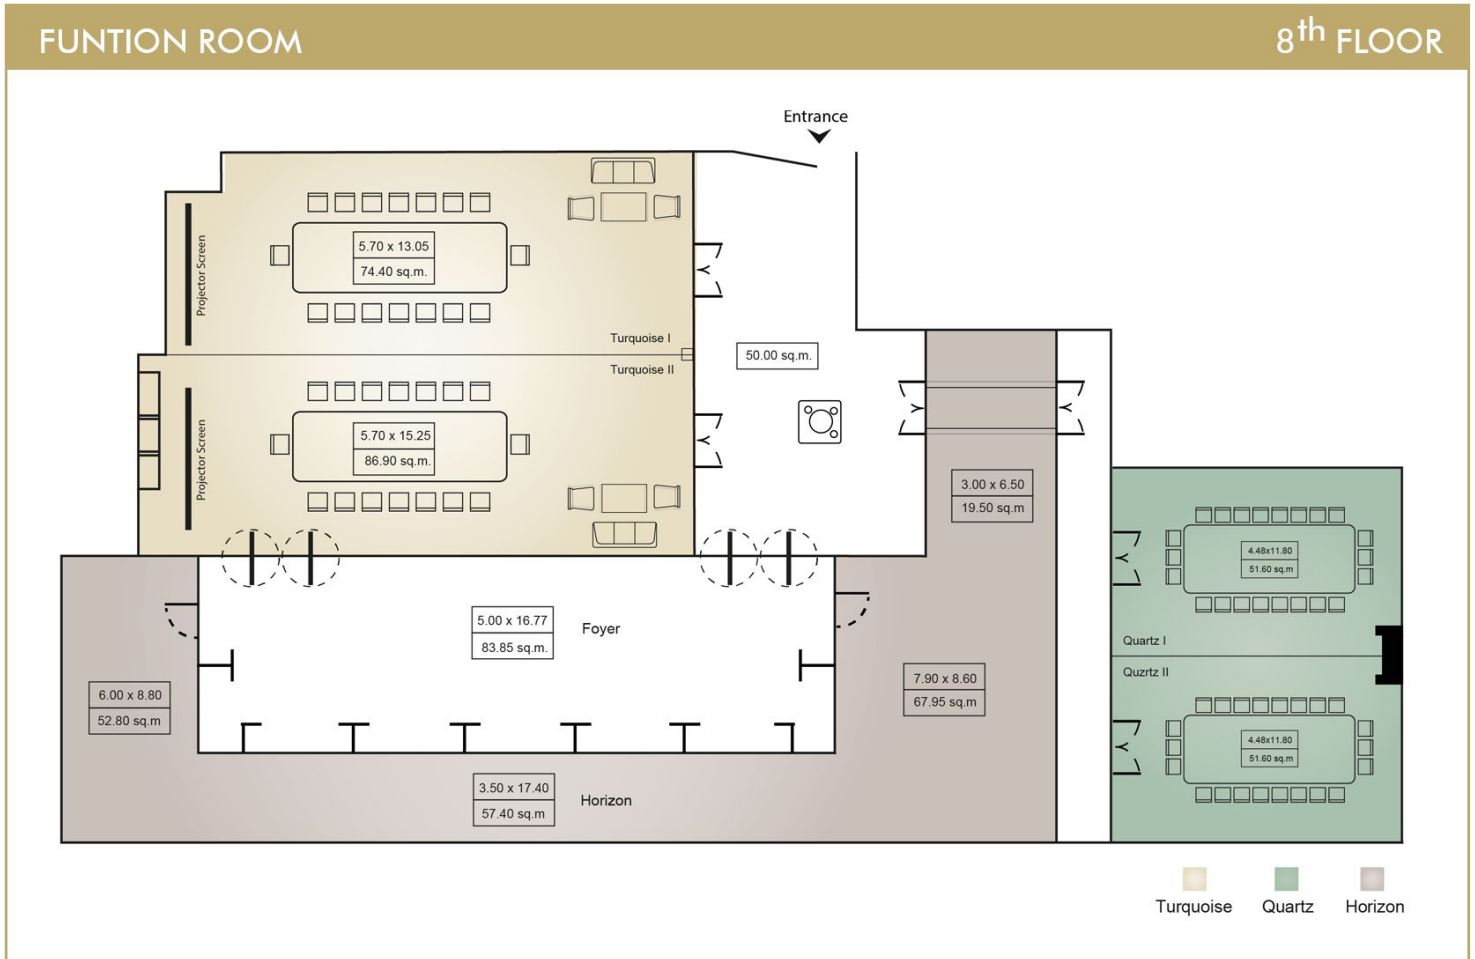 FUNTION ROOM
8th FLOOR
Entrance
Projector Screen
5.70 x 13.05
74.40 sq.m.
Turquoise I
50.00 sq.m.
Turquoise II
Projector Screen
5.70 x 15.25
86.90 sq.m.
3.00 x 6.50
19.50 sq.m
4.48x11.80
51.60 sq.m
5.00 x 16.77
83.85 sq.m.
Foyer
Quartz I
Quzrtz II
6.00 x 8.80
52.80 sq.m
7.90 x 8.60
67.95 sq.m
4.48x11.80
51.60 sq.m
3.50 x 17.40
57.40 sq.m
Horizon
Turquoise
Quartz
Horizon